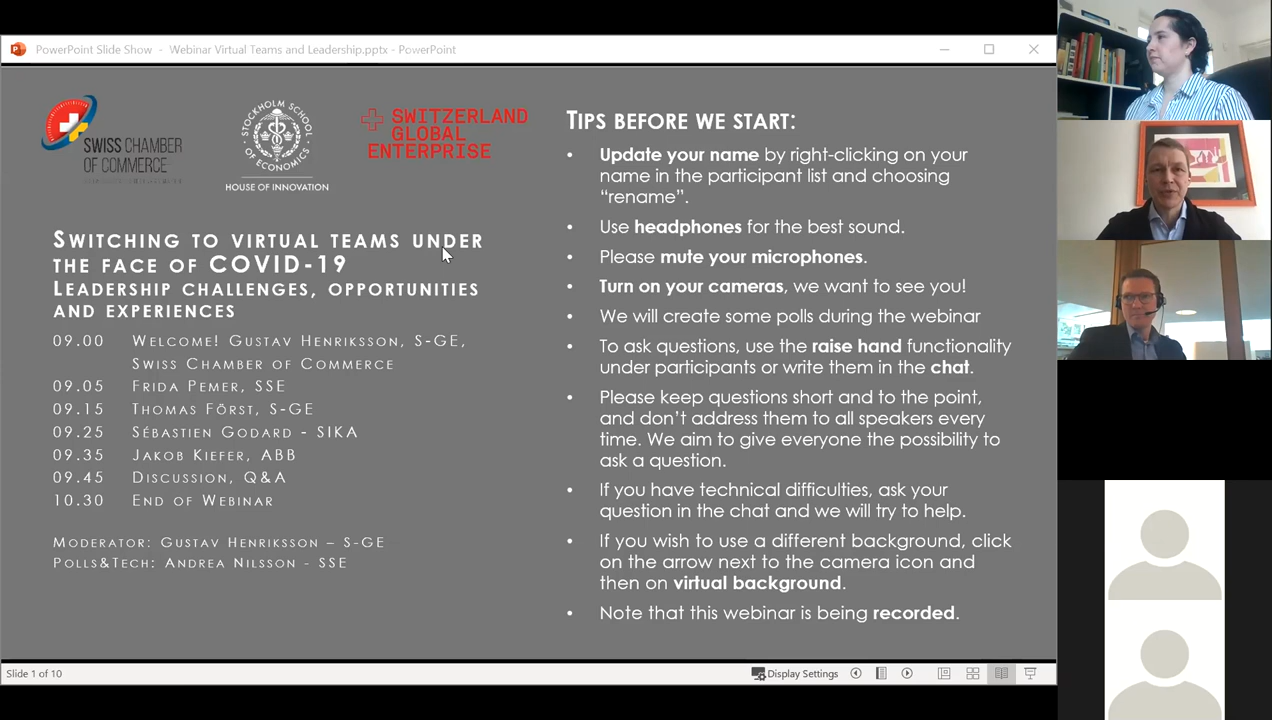 PowerPoint Slide Show - Webinar Virtual Teams and Leadership.pptx - PowerPoint
SWISS CHAMBER
OF COMMERCE
STOCKHOLM SCHOOL
OF ECONOMICS
HOUSE OF INNOVATION
SWITZERLAND
GLOBAL
ENTERPRISE
SWITCHING TO VIRTUAL TEAMS UNDER
THE FACE OF COVID-19
LEADERSHIP CHALLENGES, OPPORTUNITIES
AND EXPERIENCES
09.00 WELCOME! GUSTAV HENRIKSSON, S-GE,
SWISS CHAMBER OF COMMERCE
09.05 FRIDA PEMER, SSE
09.15 THOMAS FÖRST, S-GE
09.25 SÉBASTIEN GODARD - SIKA
09.35 JAKOB KIEFER, ABB
09.45 DISCUSSION, Q&A
10.30 END OF WEBINAR
MODERATOR: GUSTAV HENRIKSSON – S-GE
POLLS&TECH: ANDREA NILSSON - SSE
TIPS BEFORE WE START:
• Update your name by right-clicking on your
name in the participant list and choosing
“rename”.
• Use headphones for the best sound.
• Please mute your microphones.
• Turn on your cameras, we want to see you!
• We will create some polls during the webinar
• To ask questions, use the raise hand functionality
under participants or write them in the chat.
• Please keep questions short and to the point,
and don’t address them to all speakers every
time. We aim to give everyone the possibility to
ask a question.
• If you have technical difficulties, ask your
question in the chat and we will try to help.
• If you wish to use a different background, click
on the arrow next to the camera icon and
then on virtual background.
• Note that this webinar is being recorded.
Slide 1 of 10
Display Settings